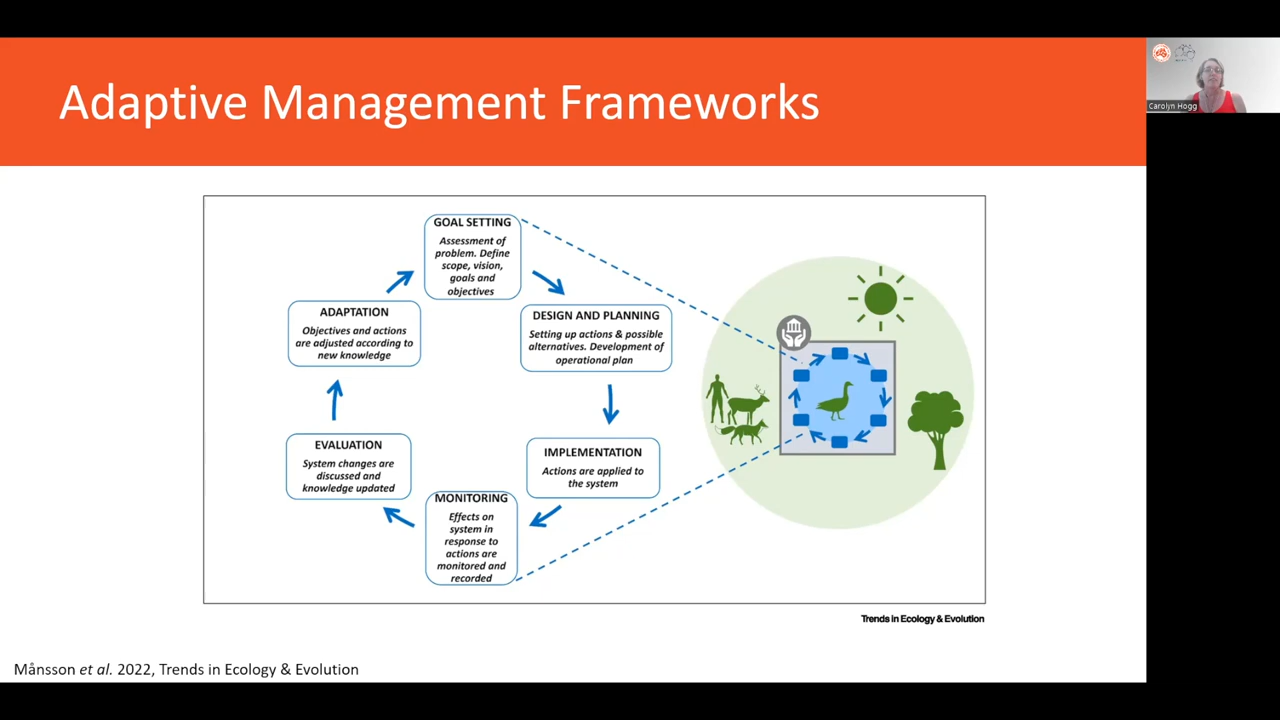 Adaptive Management Frameworks
Carolyn Hogg
GOAL SETTING
Assessment of
problem. Define
scope, vision,
goals and
objectives
DESIGN AND PLANNING
Setting up actions & possible
alternatives. Development of
operational plan
IMPLEMENTATION
Actions are applied to
the system
MONITORING
Effects on
system in
response to
actions are
monitored and
recorded
EVALUATION
System changes are
discussed and
knowledge updated
ADAPTATION
Objectives and actions
are adjusted according to
new knowledge
Trends in Ecology & Evolution
Månsson et al. 2022, Trends in Ecology & Evolution